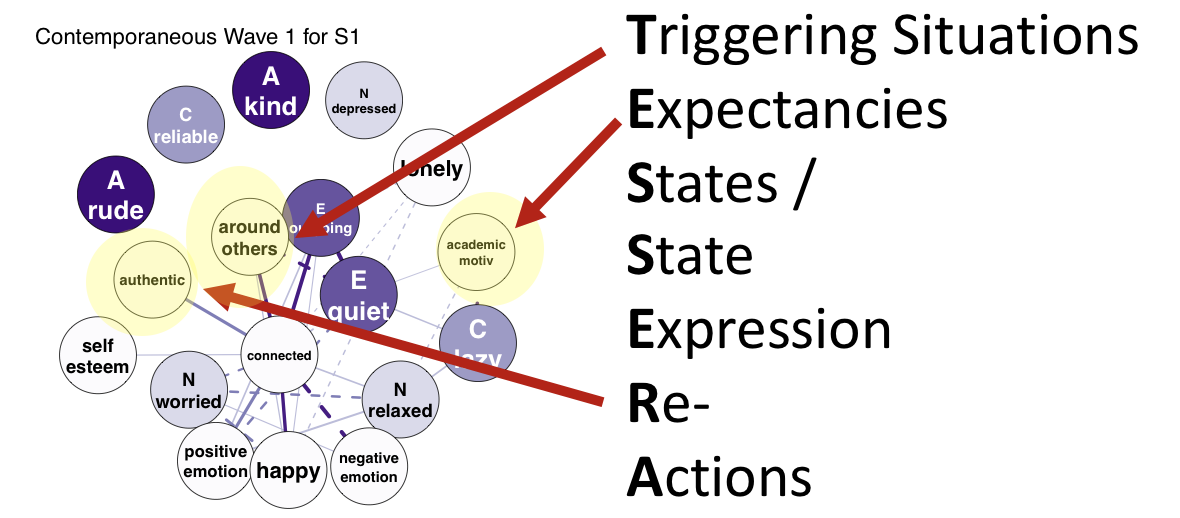 Contemporaneous Wave 1 for S1
A
kind
N
depressed
C
reliable
lonely
A
rude
E
around
others
academic
motiv
authentic
E
quiet
C
lazy
self
esteem
connected
N
worried
N
relaxed
positive
emotion
happy
negative
emotion
Triggering Situations
Expectancies
States /
State
Expression
Re-
Actions